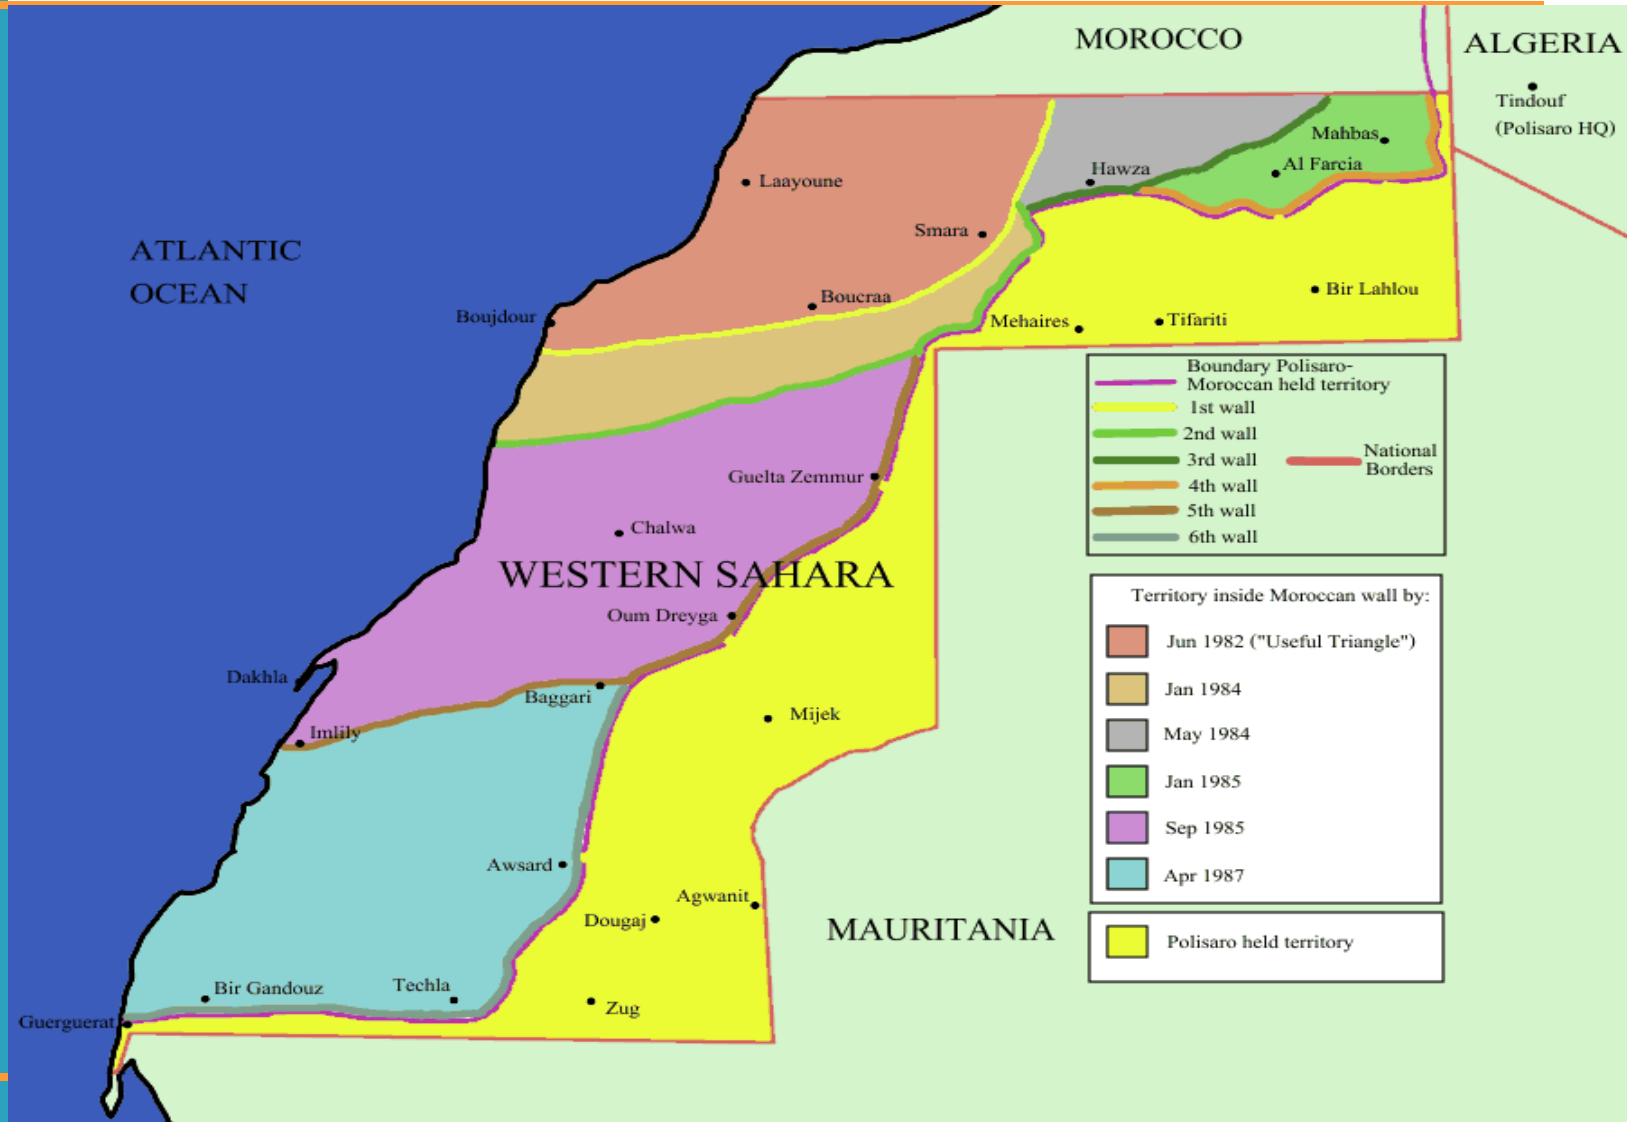 MOROCCO
ALGERIA
Tindouf
(Polisaro HQ)
Mahbas
Al Farcia
Hawza
Laayoune
Smara
ATLANTIC
OCEAN
Boucraa
Boujdour
Bir Lahlou
Mehaires
Tifariti
Boundary Polisaro-
Moroccan held territory
1st wall
2nd wall
3rd wall
4th wall
5th wall
6th wall
National
Borders
Guelta Zemmur
Chalwa
WESTERN SAHARA
Oum Dreyga
Dakhla
Baggari
Imlily
Mijek
Territory inside Moroccan wall by:
Jun 1982 ("Useful Triangle")
Jan 1984
May 1984
Jan 1985
Sep 1985
Apr 1987
Polisaro held territory
Awsard
Agwanit
Dougaj
MAURITANIA
Bir Gandouz
Techla
Zug
Guerguerat